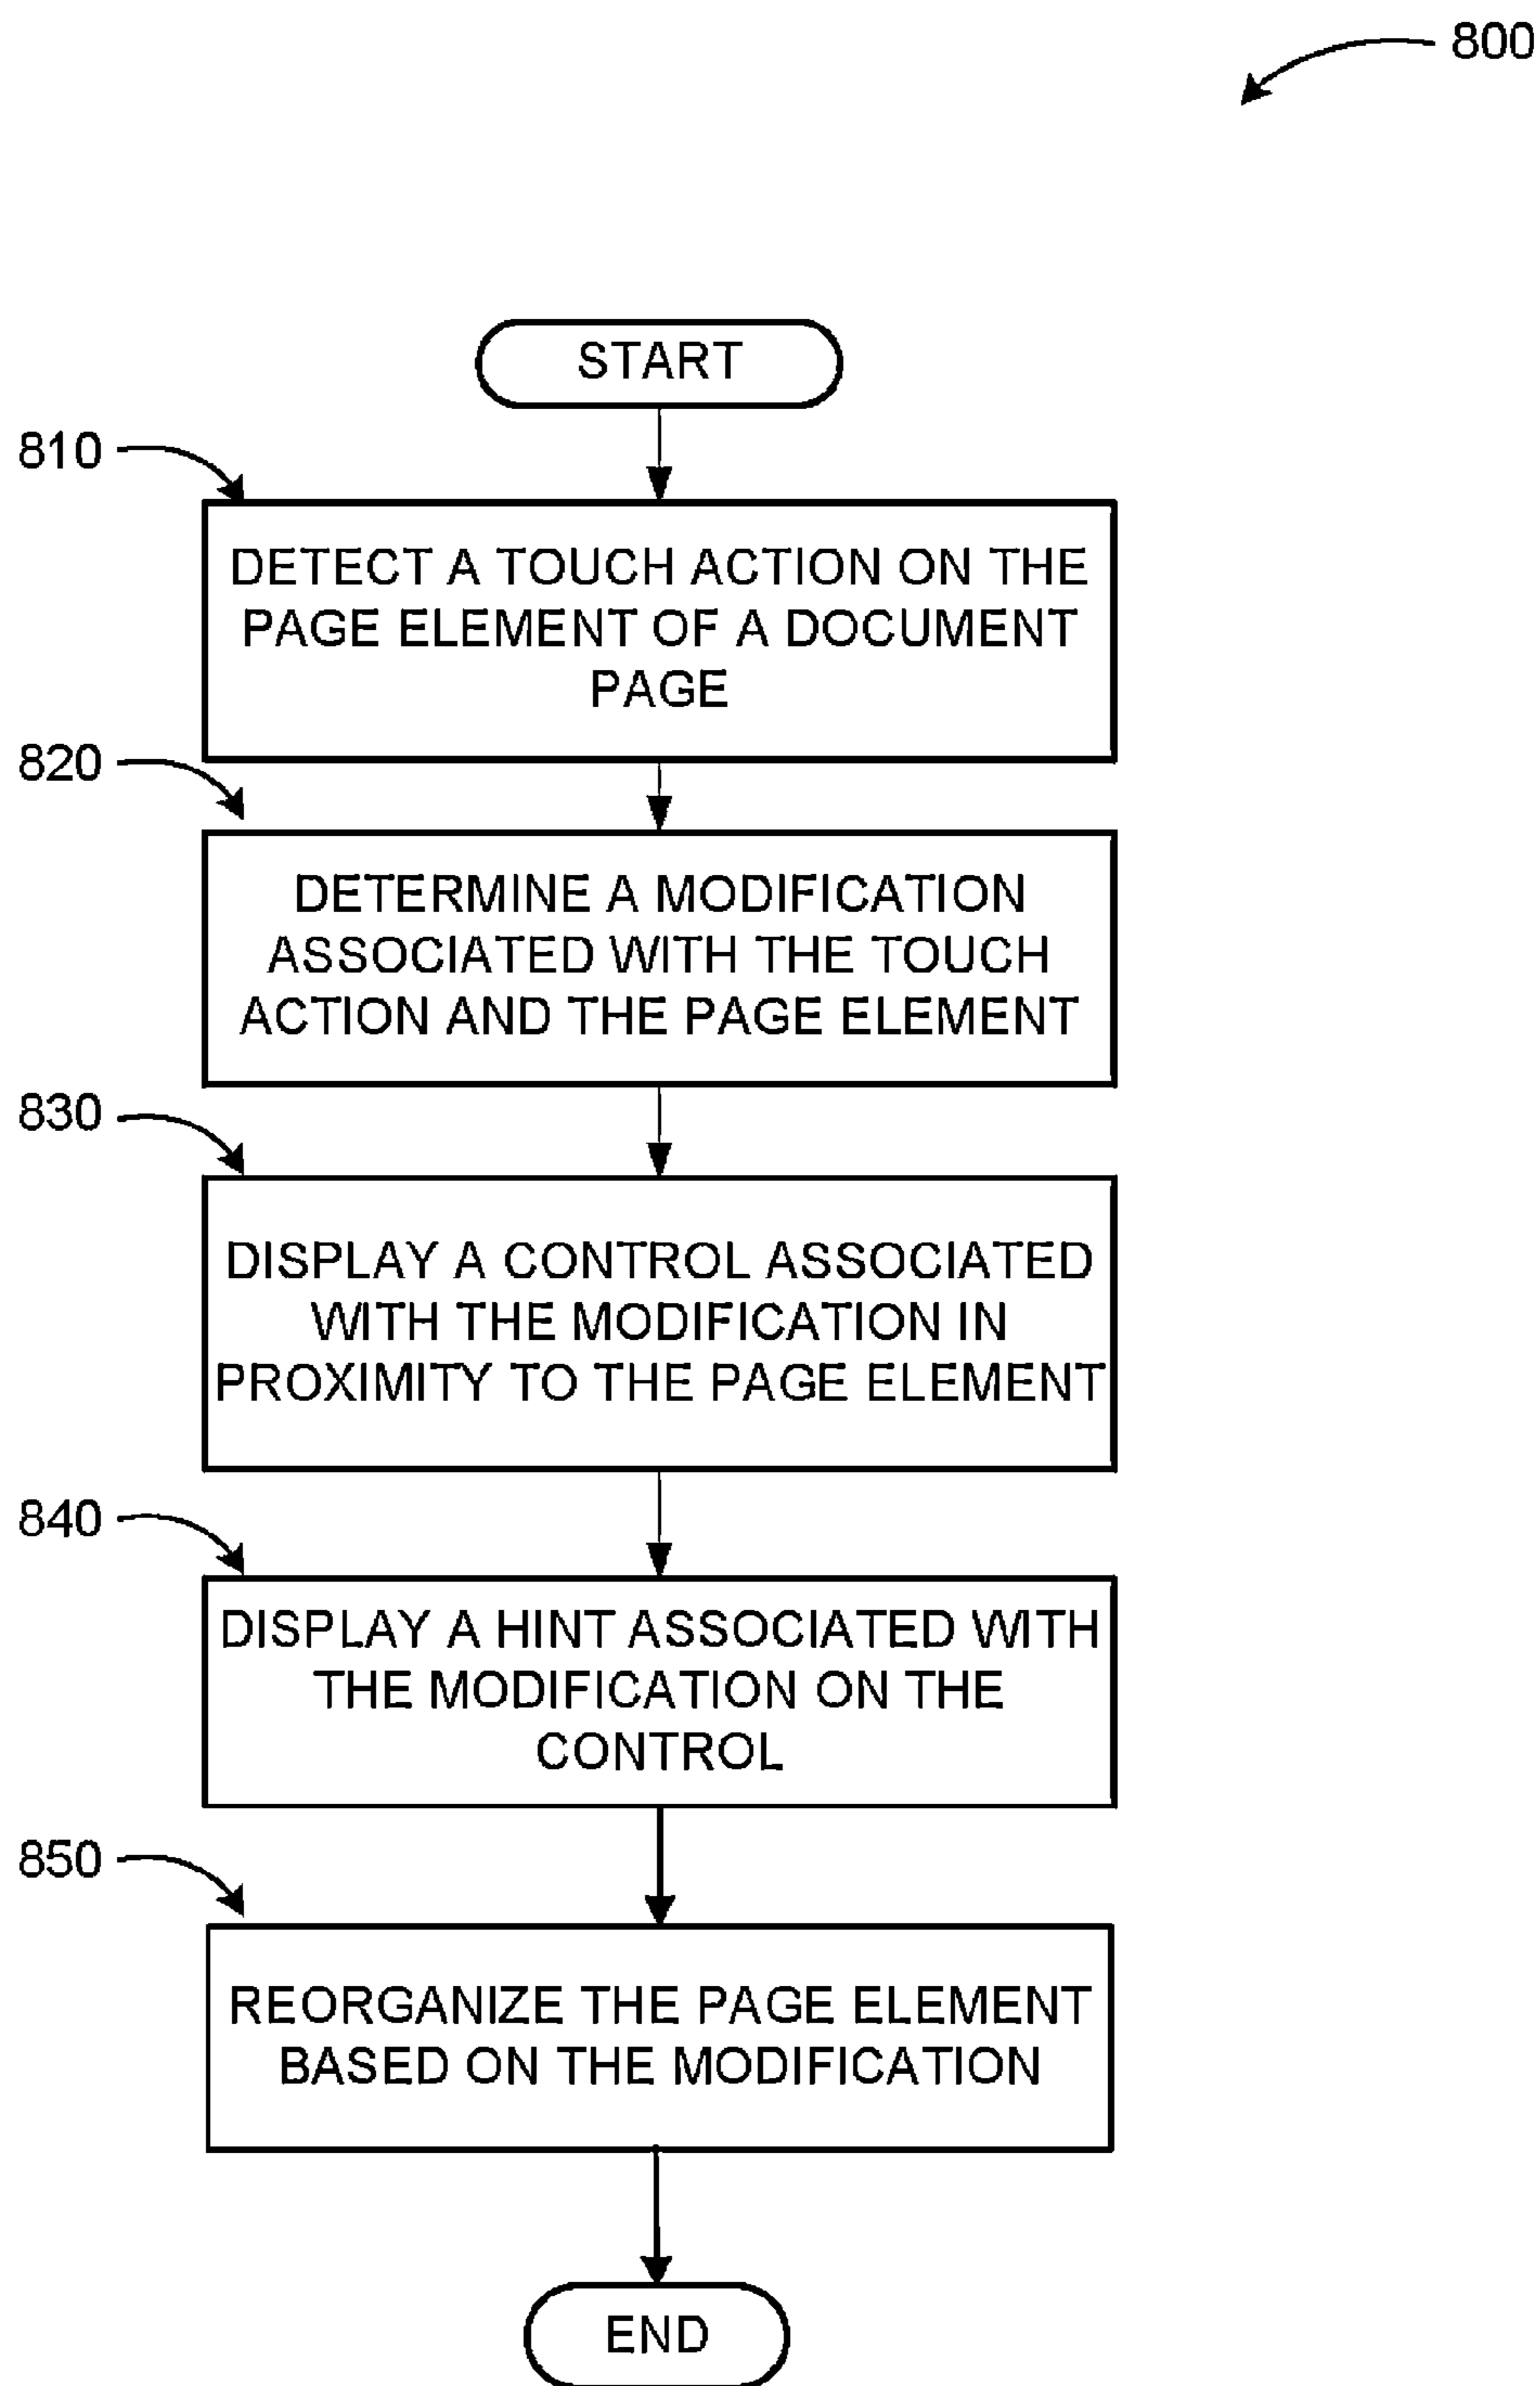 800
START
810
DETECT A TOUCH ACTION ON THE
PAGE ELEMENT OF A DOCUMENT
PAGE
820
DETERMINE A MODIFICATION
ASSOCIATED WITH THE TOUCH
ACTION AND THE PAGE ELEMENT
830
DISPLAY A CONTROL ASSOCIATED
WITH THE MODIFICATION IN
PROXIMITY TO THE PAGE ELEMENT
840
DISPLAY A HINT ASSOCIATED WITH
THE MODIFICATION ON THE
CONTROL
850
REORGANIZE THE PAGE ELEMENT
BASED ON THE MODIFICATION
END